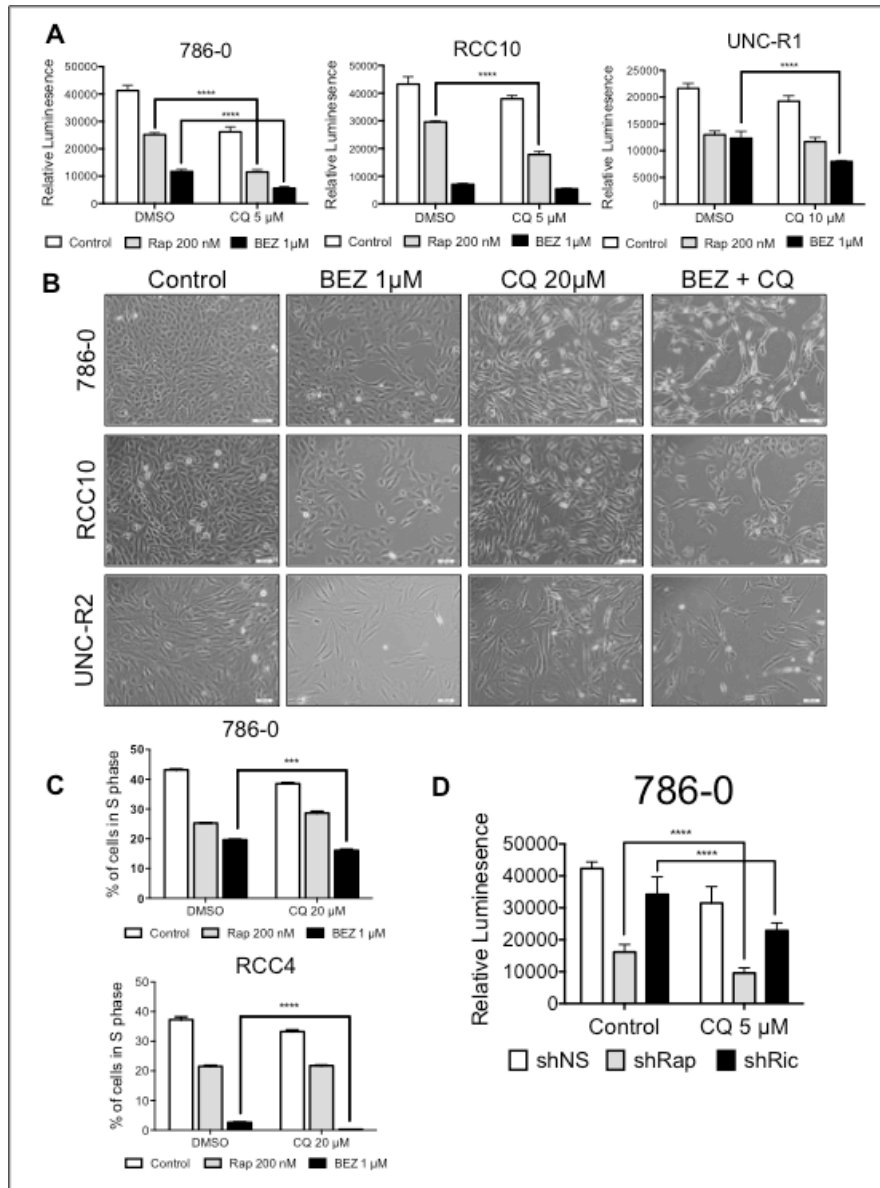 A
786-0
Relative Luminesence
50000
40000
30000
20000
10000
0
****
****
DMSO
CQ 5 µM
Control
Rap 200 nM
BEZ 1µM
RCC10
Relative Luminesence
50000
40000
30000
20000
10000
0
****
DMSO
CQ 5 µM
Control
Rap 200 nM
BEZ 1µM
UNC-R1
Relative Luminesence
25000
20000
15000
10000
5000
0
****
DMSO
CQ 10 µM
Control
Rap 200 nM
BEZ 1µM
B
Control
BEZ 1µM
CQ 20µM
BEZ + CQ
786-0
RCC10
UNC-R2
C
786-0
% of cells in S phase
50
40
30
20
10
0
***
DMSO
CQ 20 µM
Control
Rap 200 nM
BEZ 1 µM
RCC4
% of cells in S phase
50
40
30
20
10
0
****
DMSO
CQ 20 µM
Control
Rap 200 nM
BEZ 1 µM
D
786-0
Relative Luminesence
50000
40000
30000
20000
10000
0
****
****
Control
CQ 5 µM
shNS
shRap
shRic